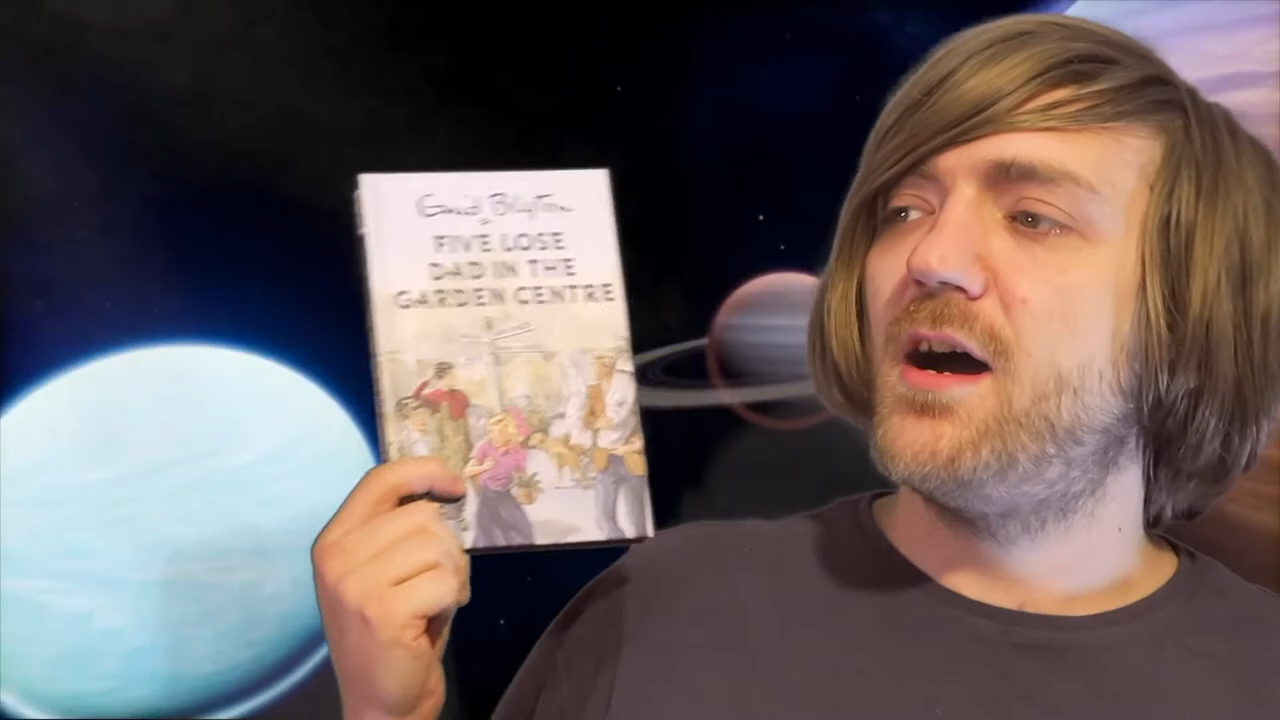 Enid Blyton
FIVE LOSE
DAD IN THE
GARDEN CENTRE